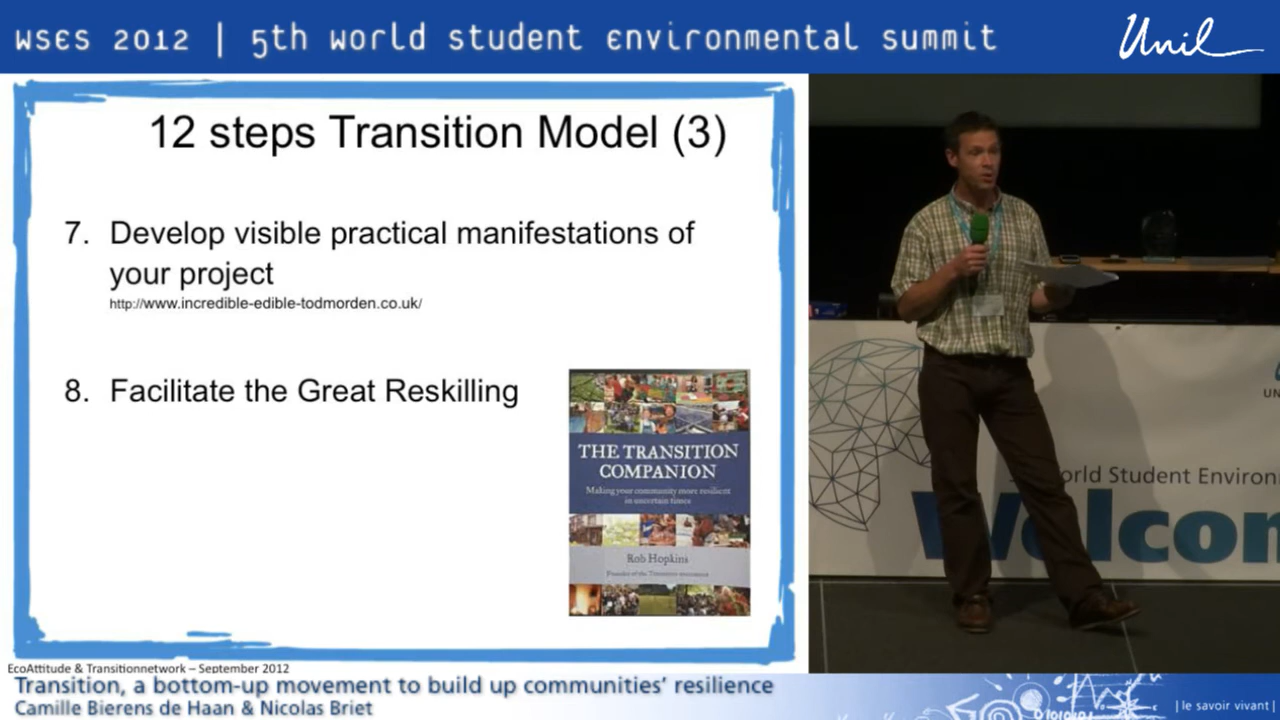 WSES 2012 | 5th world student environmental summit
Unil
12 steps Transition Model (3)
7. Develop visible practical manifestations of
your project
http://www.incredible-edible-todmorden.co.uk/
8. Facilitate the Great Reskilling
THE TRANSITION
COMPANION
Making your community more resilient
in uncertain times
Rob Hopkins
Founder of the Transition movement
UN
orld Student Environ
Welcom
EcoAttitude & Transitionnetwork – September 2012
Transition, a bottom-up movement to build up communities' resilience
Camille Bierens de Haan & Nicolas Briet
| le savoir vivant |